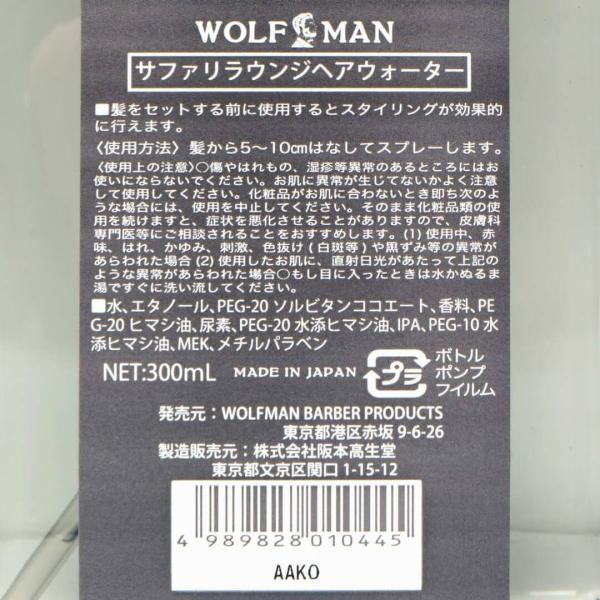 WOLF MAN
サファリラウンジヘアウォーター
■髪をセットする前に使用するとスタイリングが効果的
に行えます。
〈使用方法〉髪から5～10㎝はなしてスプレーします。
〈使用上の注意〉○傷やはれもの、湿疹等異常のあるところにはお
使いにならないでください。お肌に異常が生じてないかよく注意
して使用してください。化粧品がお肌に合わないとき即ち次のよ
うな場合には、使用を中止してください。そのまま化粧品類の使用
を続けますと、症状を悪化させることがありますので、皮膚科
専門医等にご相談されることをおすすめします。(1) 使用中、赤
味、はれ、かゆみ、刺激、色抜け(白斑等)や黒ずみ等の異常が
あらわれた場合 (2) 使用したお肌に、直射日光があたって上記の
ような異常があらわれた場合○もし目に入ったときは水かぬるま
湯ですぐに洗い流してください。
■水、エタノール、PEG-20 ソルビタンココエート、香料、PE
G-20 ヒマシ油、尿素、PEG-20 水添ヒマシ油、IPA、PEG-10 水
添ヒマシ油、MEK、メチルパラベン
NET:300mL MADE IN JAPAN プラ ボトル
ポンプ
フイルム
発売元：WOLFMAN BARBER PRODUCTS
東京都港区赤坂 9-6-26
製造販売元：株式会社阪本高生堂
東京都文京区関口 1-15-12
4 989828 010445
AAKO